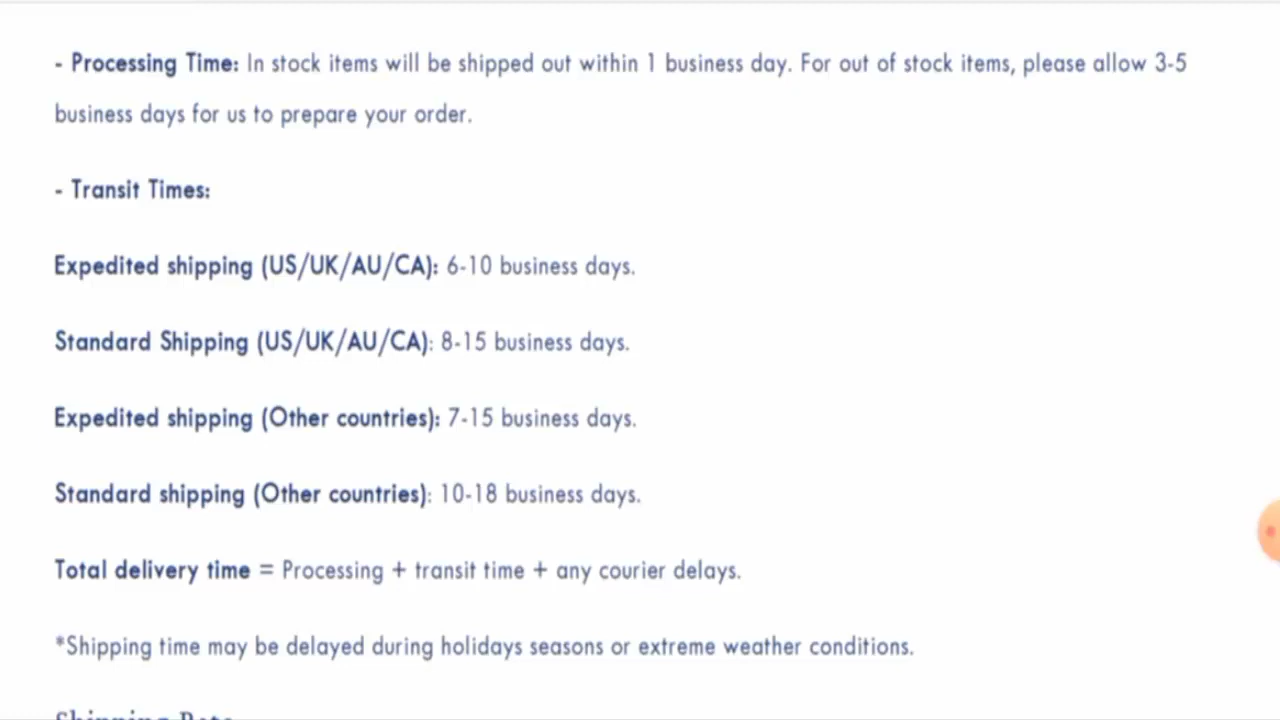 - Processing Time: In stock items will be shipped out within 1 business day. For out of stock items, please allow 3-5
business days for us to prepare your order.
- Transit Times:
Expedited shipping (US/UK/AU/CA): 6-10 business days.
Standard Shipping (US/UK/AU/CA): 8-15 business days.
Expedited shipping (Other countries): 7-15 business days.
Standard shipping (Other countries): 10-18 business days.
Total delivery time = Processing + transit time + any courier delays.
*Shipping time may be delayed during holidays seasons or extreme weather conditions.